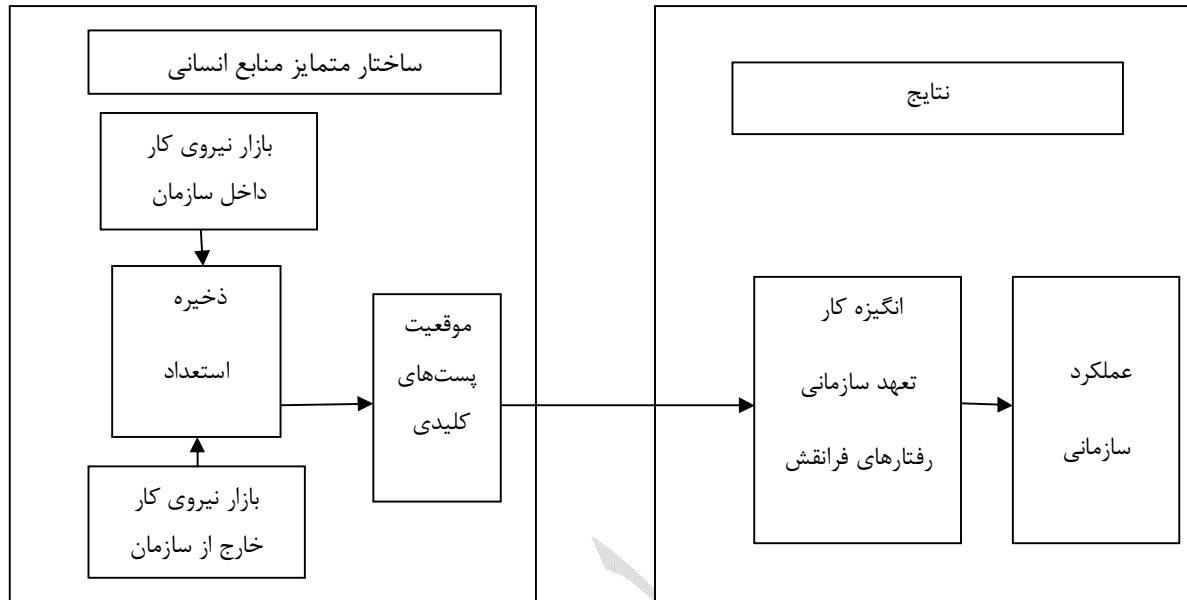 ساختار متمایز منابع انسانی
نتایج
بازار نیروی کار
داخل سازمان
ذخیره
استعداد
موقعیت
پست‌های
کلیدی
بازار نیروی کار
خارج از سازمان
انگیزه کار
تعهد سازمانی
رفتارهای فرانقش
عملکرد
سازمانی